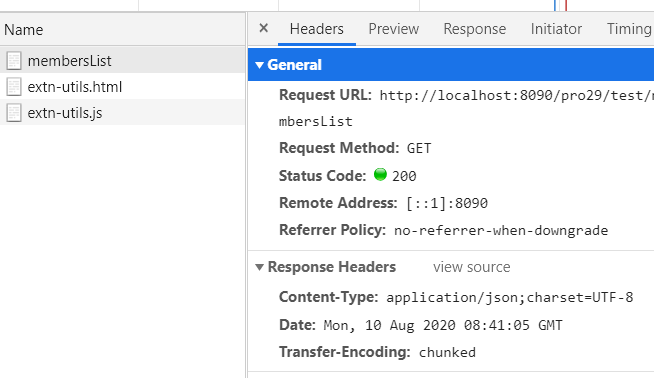 Name
membersList
extn-utils.html
extn-utils.js
× Headers Preview Response Initiator Timing
General
Request URL: http://localhost:8090/pro29/test/
mbersList
Request Method: GET
Status Code: 200
Remote Address: [::1]:8090
Referrer Policy: no-referrer-when-downgrade
Response Headers view source
Content-Type: application/json;charset=UTF-8
Date: Mon, 10 Aug 2020 08:41:05 GMT
Transfer-Encoding: chunked